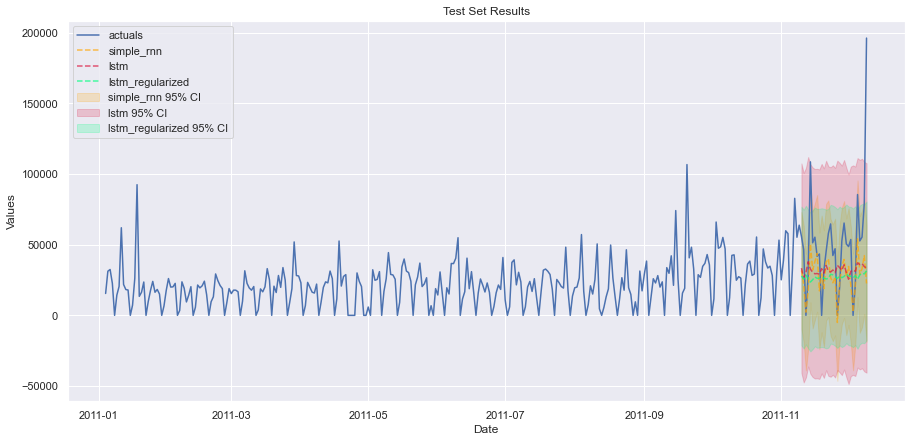 Test Set Results
actuals
simple_rnn
lstm
lstm_regularized
simple_rnn 95% CI
lstm 95% CI
lstm_regularized 95% CI
200000
150000
100000
50000
0
−50000
Values
2011-01 2011-03 2011-05 2011-07 2011-09 2011-11
Date